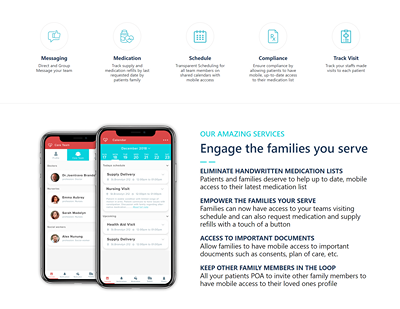 Messaging
Direct and Group
Message your team
Medication
Track supply and
medication refills by last
requested date by
patients family
Schedule
Transparent Scheduling for
all team members on
shared calendars with
mobile access
Compliance
Ensure compliance by
allowing patients to have
mobile, up-to-date access
to their medication list
Track Visit
Track your staffs made
visits to each patient
Care Team
Calendar
December 2018
Supply Delivery
Nursing Visit
Supply Delivery
Upcoming
Health Aid Visit
Supply Delivery
Donna Aubrey
Sarah Madelyn
Alex Horsung
OUR AMAZING SERVICES
Engage the families you serve
ELIMINATE HANDWRITTEN MEDICATION LISTS
Patients and families deserve to help up to date, mobile
access to their latest medication list
EMPOWER THE FAMILIES YOUR SERVE
Families can now have access to your teams visiting
schedule and can also request medication and supply
refills with a touch of a button
ACCESS TO IMPORTANT DOCUMENTS
Allow families to have mobile access to important
documents such as consents, plan of care, etc.
KEEP OTHER FAMILY MEMBERS IN THE LOOP
All your patients POA to invite other family members to
have mobile access to their loved ones profile